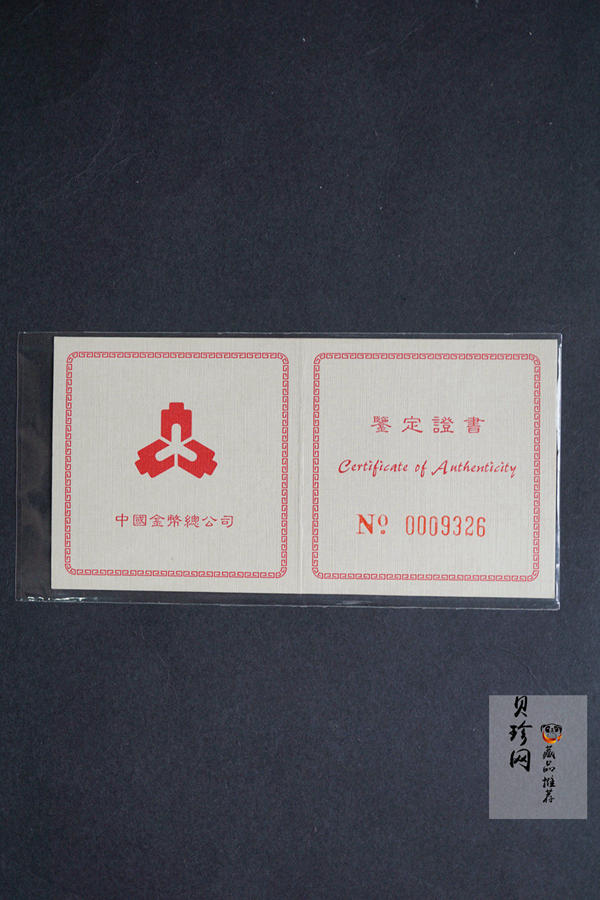 中國金幣總公司
鑒定證書
Certificate of Authenticity
Nº 0009326
贝珍网
藏品推荐